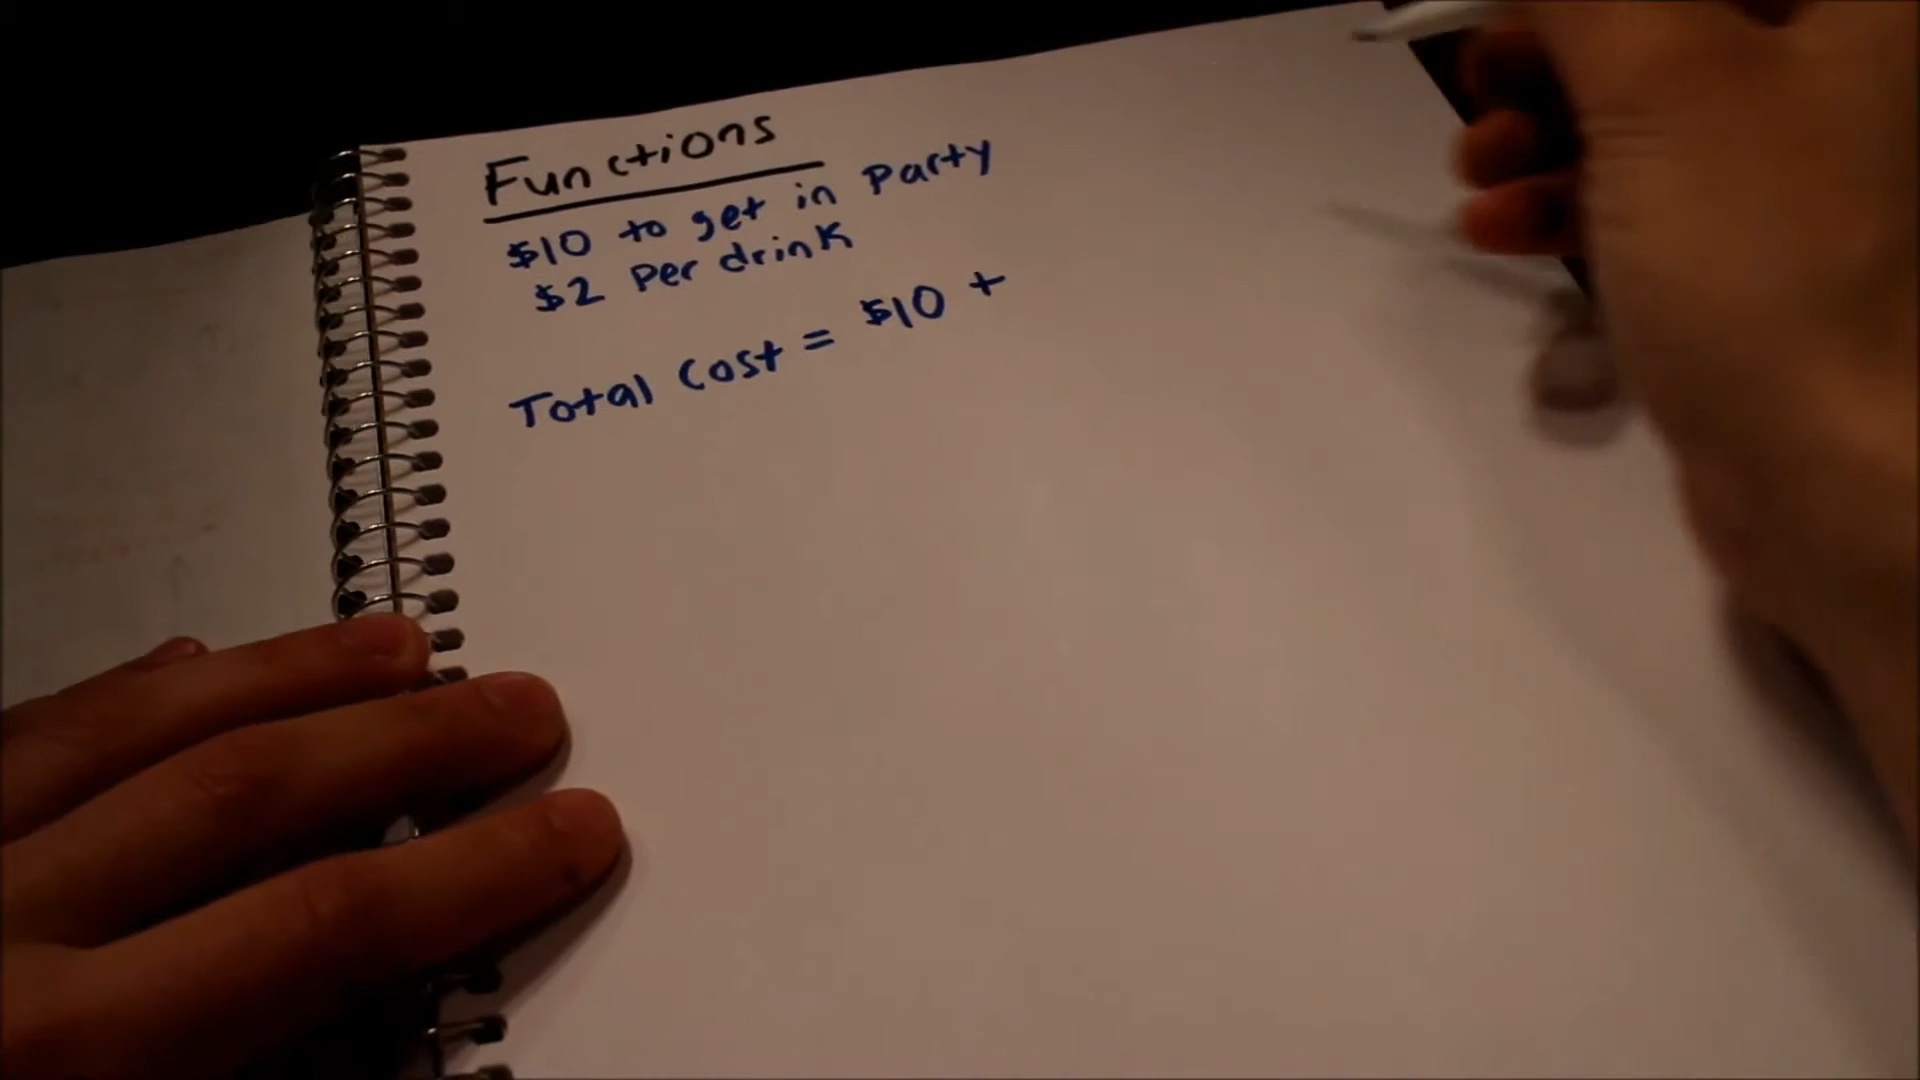 Functions
$10 to get in Party
$2 Per drink
Total Cost = $10 +